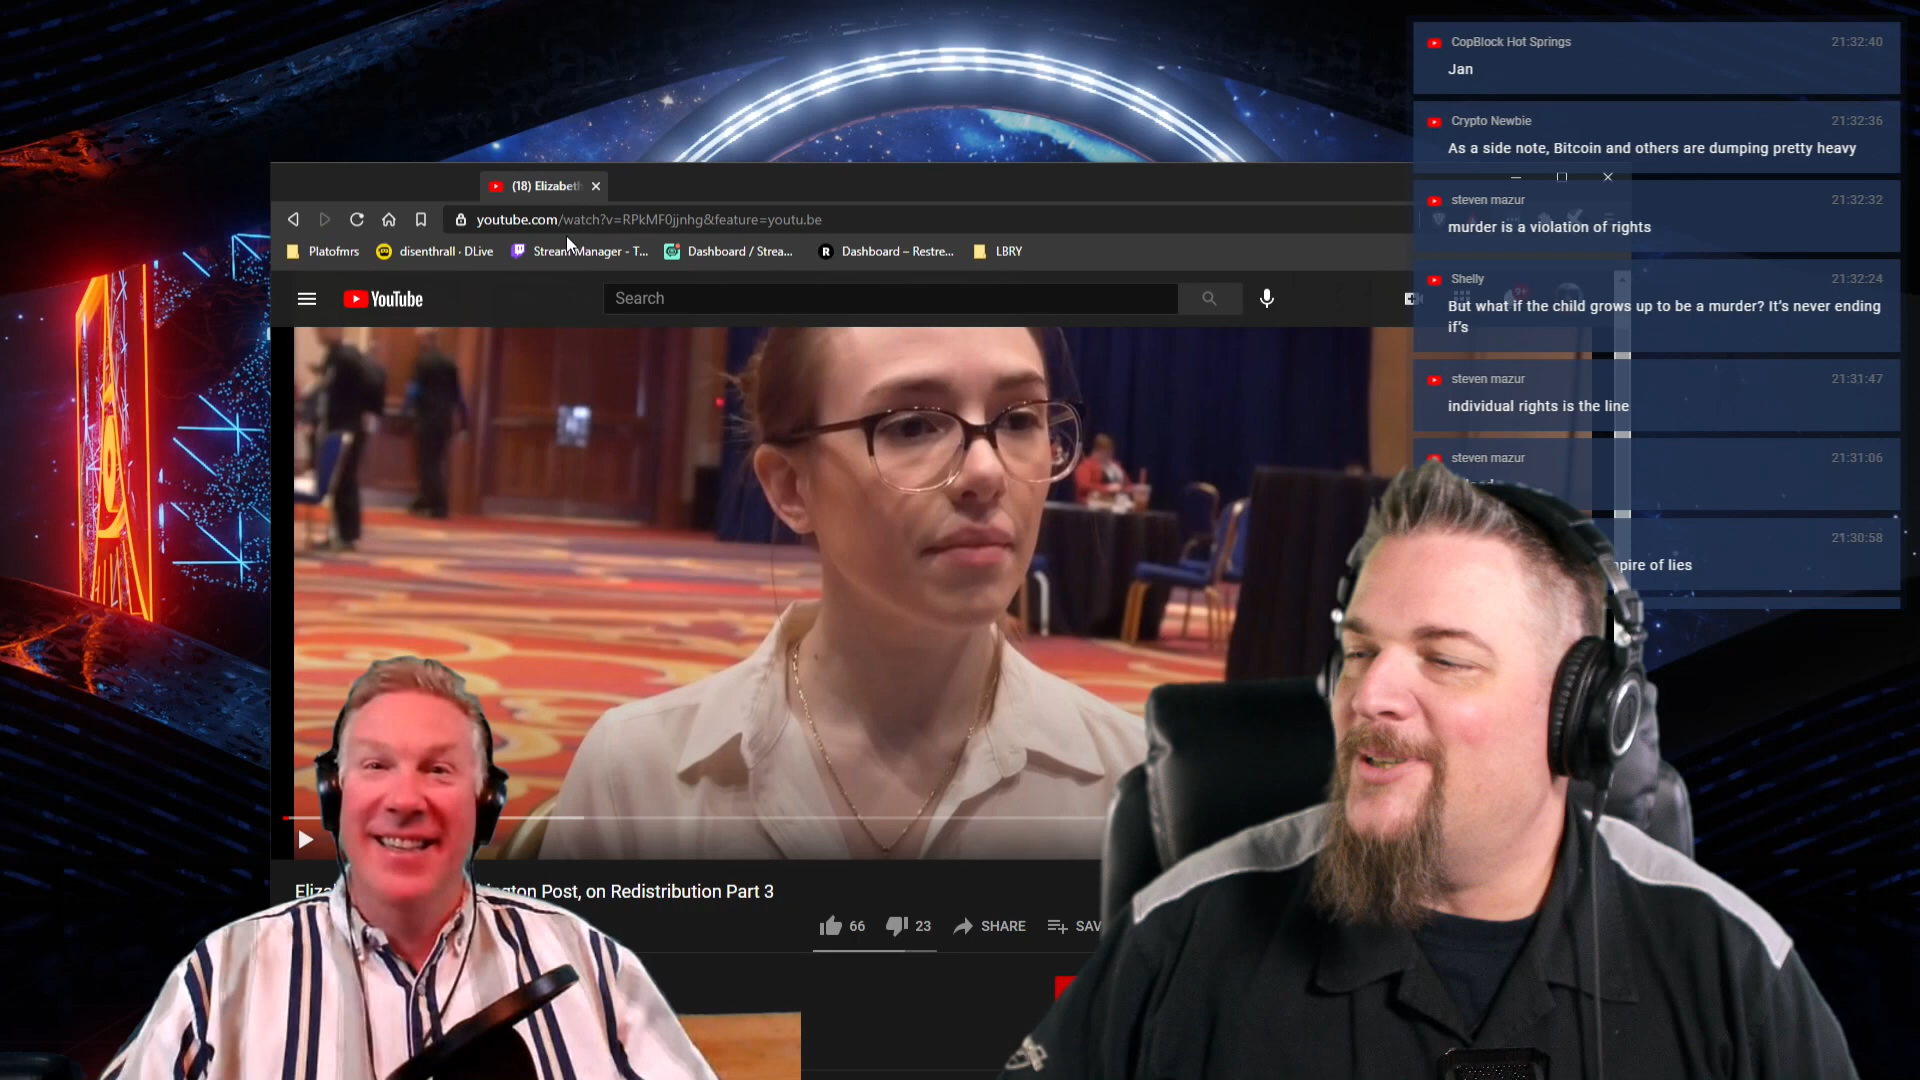 (18) Elizabeth
youtube.com/watch?v=RPkMF0jjnhg&feature=youtu.be
Platofmrs
disenthrall · DLive
Stream Manager - T...
Dashboard / Strea...
R
Dashboard – Restre...
LBRY
YouTube
Search
CopBlock Hot Springs 21:32:40
Jan
Crypto Newbie 21:32:36
As a side note, Bitcoin and others are dumping pretty heavy
steven mazur 21:32:32
murder is a violation of rights
Shelly 21:32:24
But what if the child grows up to be a murder? It's never ending
if's
steven mazur 21:31:47
individual rights is the line
steven mazur 21:31:06
21:30:58
of lies
Post, on Redistribution Part 3
66
23
SHARE